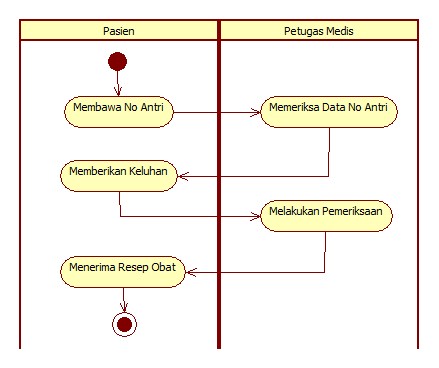 Pasien
Petugas Medis
Membawa No Antri
Memeriksa Data No Antri
Memberikan Keluhan
Melakukan Pemeriksaan
Menerima Resep Obat